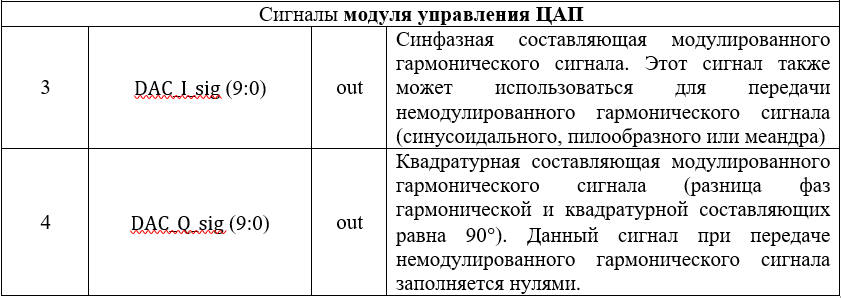 Сигналы модуля управления ЦАП
3
DAC_I_sig (9:0)
out
Синфазная составляющая модулированного
гармонического сигнала. Этот сигнал также
может использоваться для передачи
немодулированного гармонического сигнала
(синусоидального, пилообразного или меандра)
4
DAC_Q_sig (9:0)
out
Квадратурная составляющая модулированного
гармонического сигнала (разница фаз
гармонической и квадратурной составляющих
равна 90°). Данный сигнал при передаче
немодулированного гармонического сигнала
заполняется нулями.